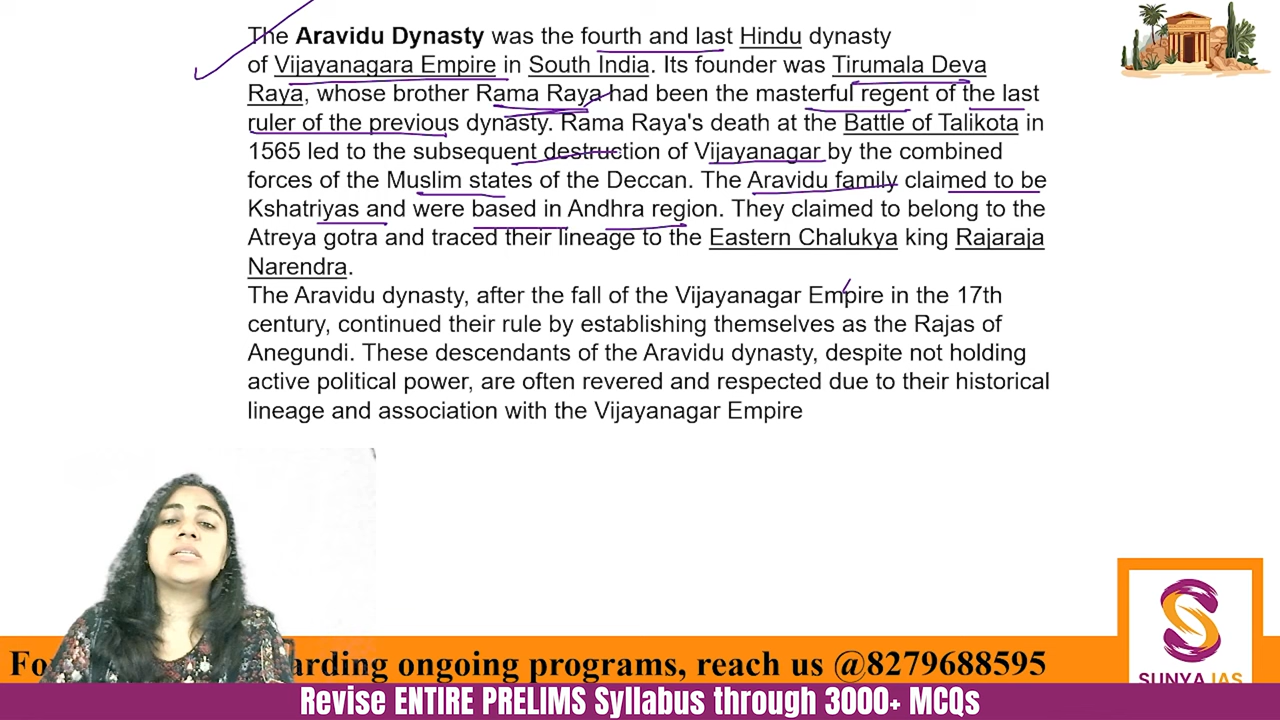 The Aravidu Dynasty was the fourth and last Hindu dynasty
of Vijayanagara Empire in South India. Its founder was Tirumala Deva
Raya, whose brother Rama Raya had been the masterful regent of the last
ruler of the previous dynasty. Rama Raya's death at the Battle of Talikota in
1565 led to the subsequent destruction of Vijayanagar by the combined
forces of the Muslim states of the Deccan. The Aravidu family claimed to be
Kshatriyas and were based in Andhra region. They claimed to belong to the
Atreya gotra and traced their lineage to the Eastern Chalukya king Rajaraja
Narendra.
The Aravidu dynasty, after the fall of the Vijayanagar Empire in the 17th
century, continued their rule by establishing themselves as the Rajas of
Anegundi. These descendants of the Aravidu dynasty, despite not holding
active political power, are often revered and respected due to their historical
lineage and association with the Vijayanagar Empire
arding ongoing programs, reach us @8279688595
SUNYA IAS
Revise ENTIRE PRELIMS Syllabus through 3000+ MCQs